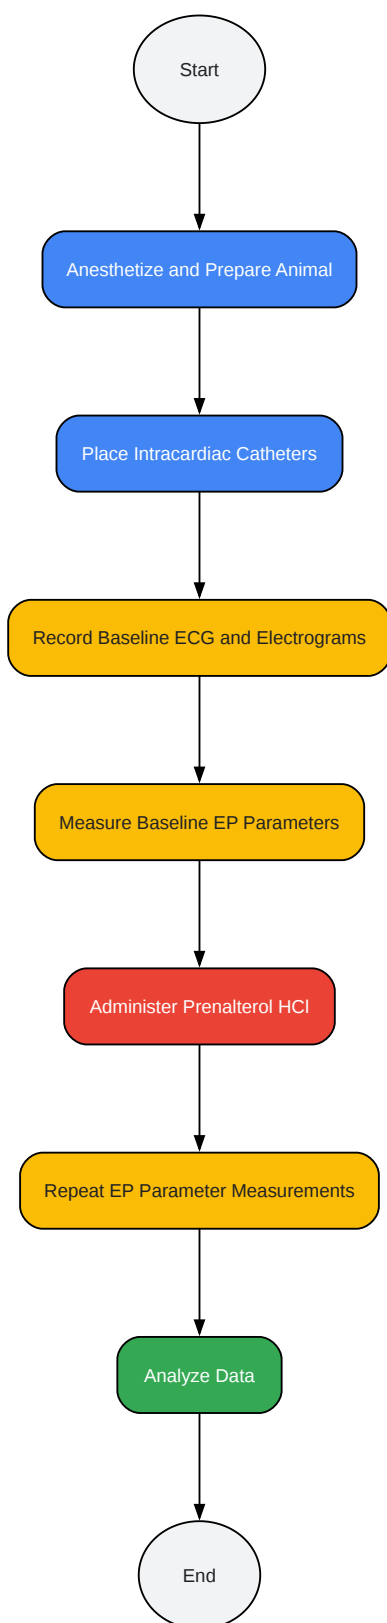 Start
Anesthetize and Prepare Animal
Place Intracardiac Catheters
Record Baseline ECG and Electrograms
Measure Baseline EP Parameters
Administer Prenalterol HCl
Repeat EP Parameter Measurements
Analyze Data
End